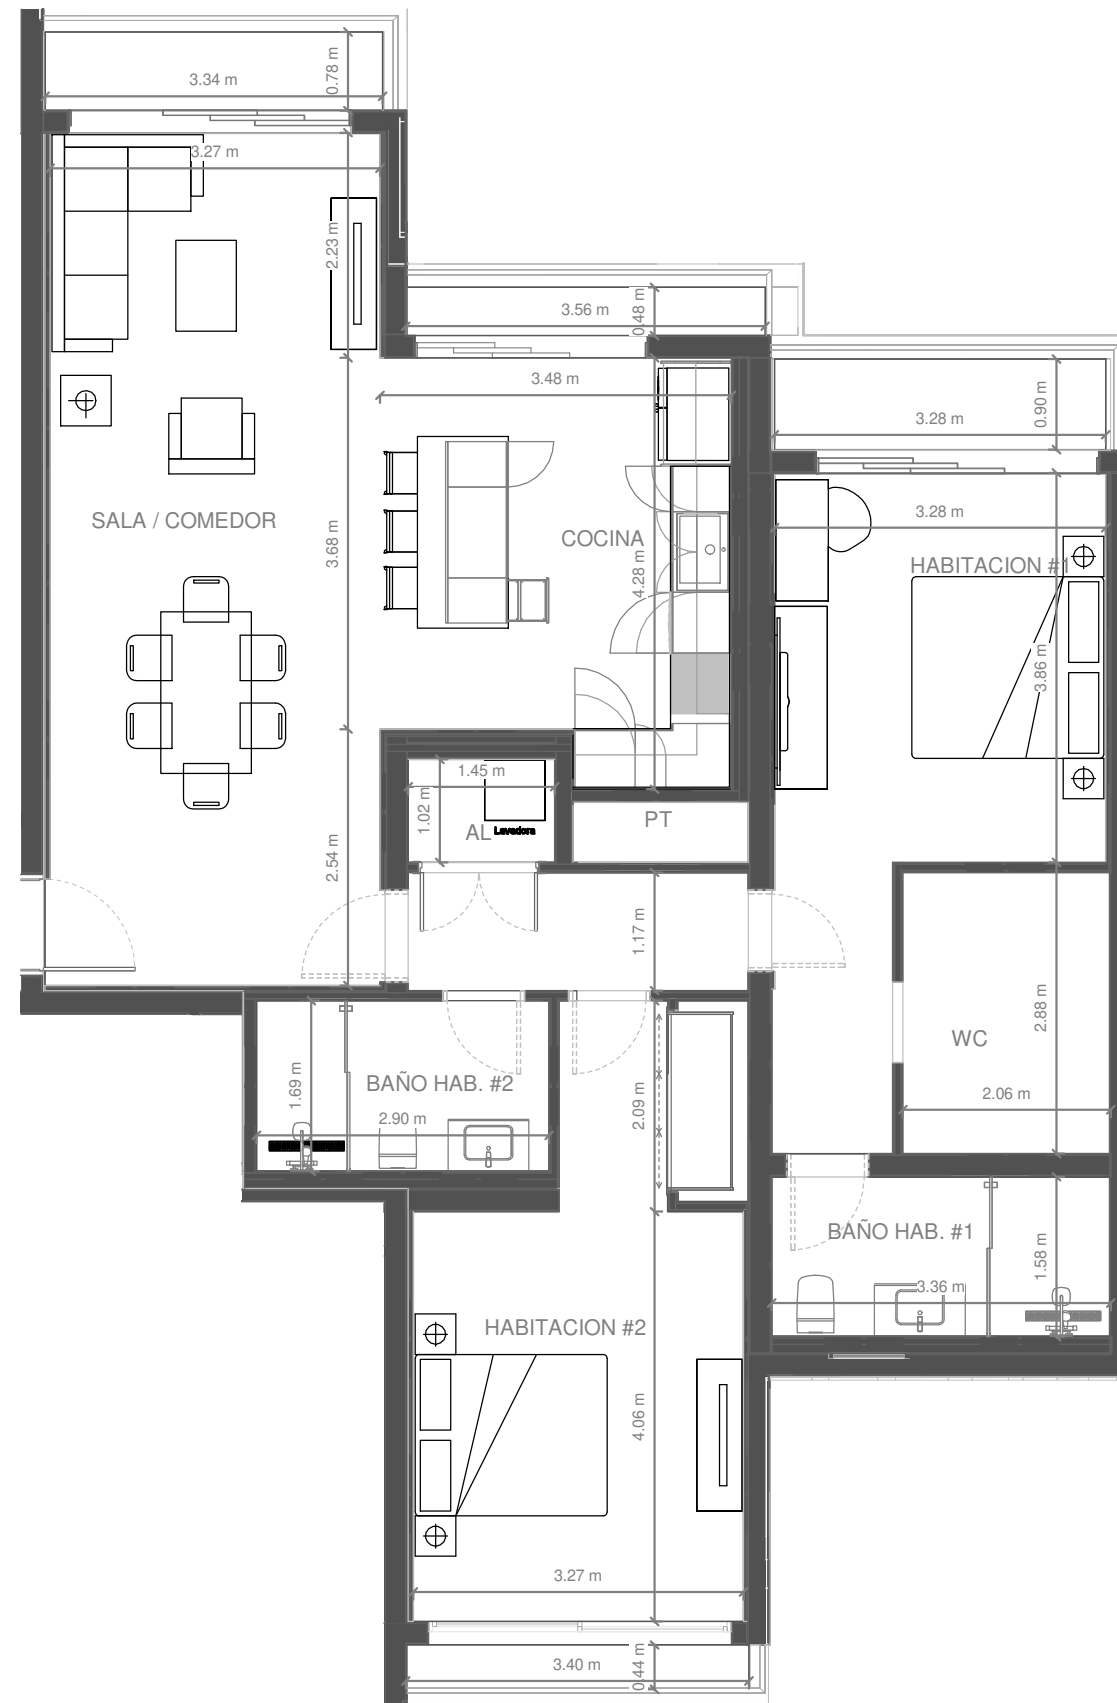 3.34 m
0.78 m
3.27 m
2.23 m
3.56 m
0.48 m
3.48 m
3.28 m
0.90 m
3.28 m
SALA / COMEDOR
3.68 m
COCINA
4.28 m
HABITACION #1
3.86 m
1.45 m
1.02 m
AL
Lavadora
PT
2.54 m
1.17 m
2.88 m
WC
2.06 m
BAÑO HAB. #2
1.69 m
2.90 m
2.09 m
BAÑO HAB. #1
1.58 m
3.36 m
HABITACION #2
4.06 m
3.27 m
3.40 m
0.44 m